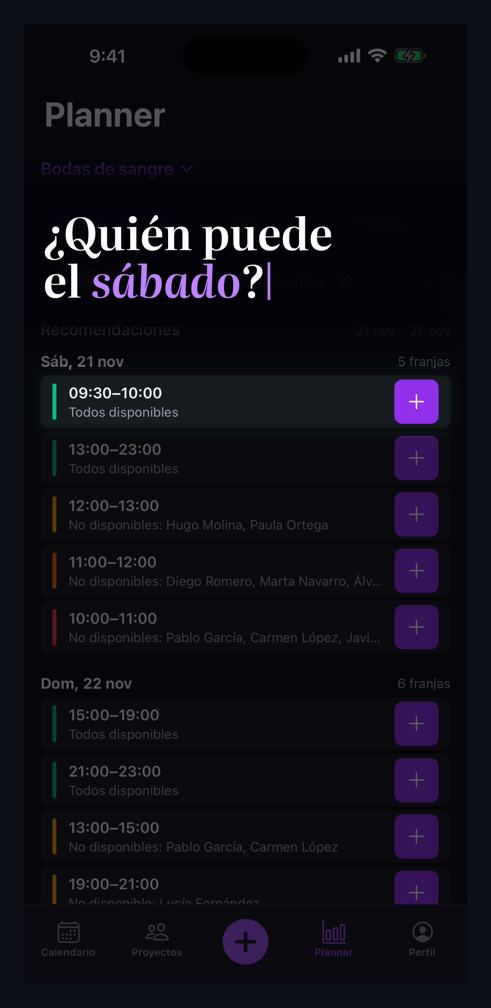 9:41
Planner
Bodas de sangre
¿Quién puede
el sábado?
12
Recomendaciones 21 nov – 27 nov
Sáb, 21 nov 5 franjas
09:30–10:00
Todos disponibles
13:00–23:00
Todos disponibles
12:00–13:00
No disponibles: Hugo Molina, Paula Ortega
11:00–12:00
No disponibles: Diego Romero, Marta Navarro, Álv...
10:00–11:00
No disponibles: Pablo García, Carmen López, Javi...
Dom, 22 nov 6 franjas
15:00–19:00
Todos disponibles
21:00–23:00
Todos disponibles
13:00–15:00
No disponibles: Pablo García, Carmen López
19:00–21:00
No disponible: Lucía Fernández
Calendario Proyectos Planner Perfil